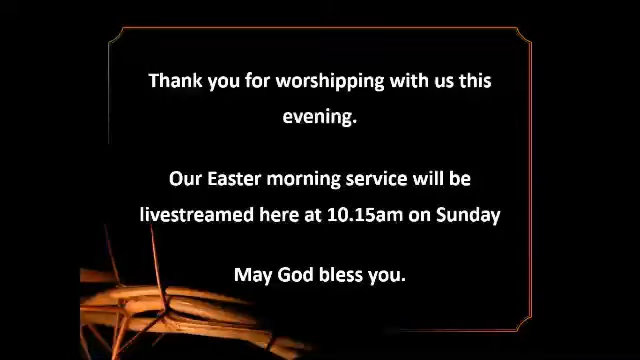 Thank you for worshipping with us this
evening.
Our Easter morning service will be
livestreamed here at 10.15am on Sunday
May God bless you.